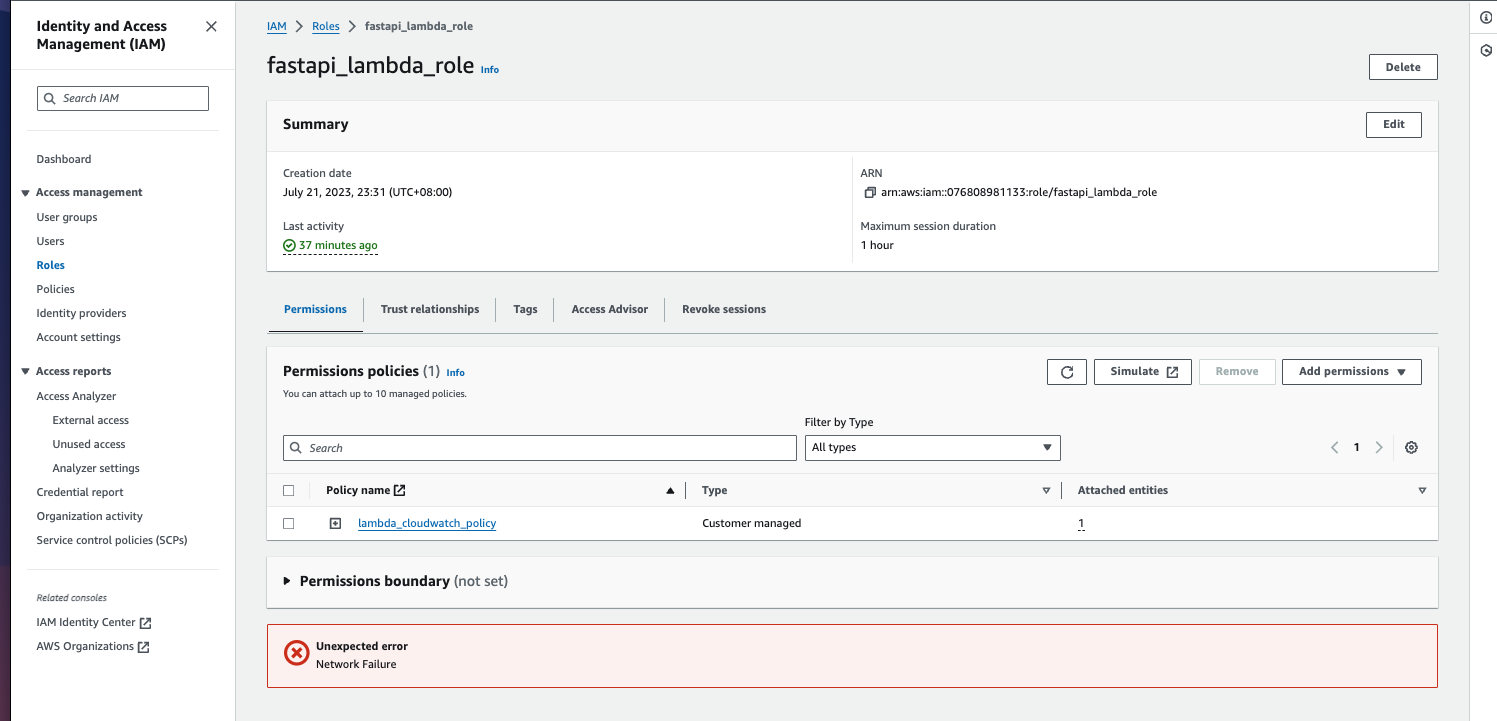 Identity and Access
Management (IAM)
Search IAM
Dashboard
Access management
User groups
Users
Roles
Policies
Identity providers
Account settings
Access reports
Access Analyzer
External access
Unused access
Analyzer settings
Credential report
Organization activity
Service control policies (SCPs)
Related consoles
IAM Identity Center
AWS Organizations
IAM > Roles > fastapi_lambda_role
fastapi_lambda_role Info
Delete
Summary
Edit
Creation date
July 21, 2023, 23:31 (UTC+08:00)
ARN
arn:aws:iam::076808981133:role/fastapi_lambda_role
Last activity
37 minutes ago
Maximum session duration
1 hour
Permissions Trust relationships Tags Access Advisor Revoke sessions
Permissions policies (1) Info
You can attach up to 10 managed policies.
Simulate Remove Add permissions
Filter by Type
Search All types 1
Policy name Type Attached entities
lambda_cloudwatch_policy Customer managed 1
Permissions boundary (not set)
Unexpected error
Network Failure